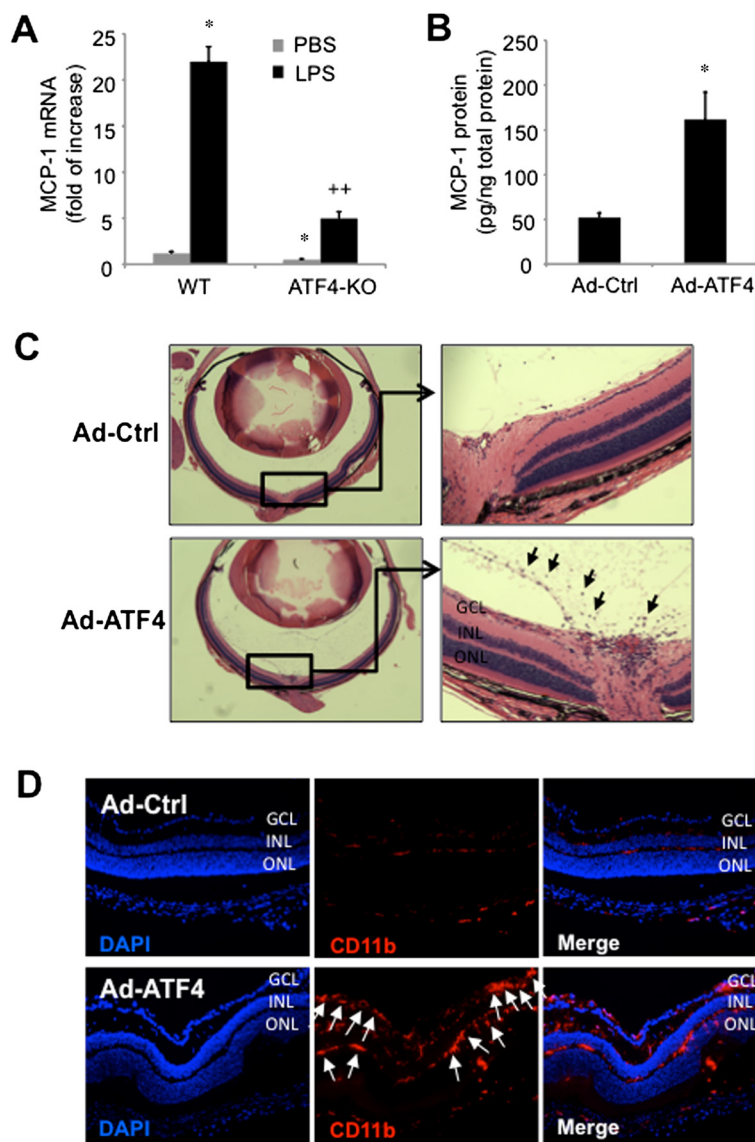 A
MCP-1 mRNA
(fold of increase)
25
20
15
10
5
0
*
*
++
PBS
LPS
WT
ATF4-KO
B
MCP-1 protein
(pg/ng total protein)
250
200
150
100
50
0
*
Ad-Ctrl
Ad-ATF4
C
Ad-Ctrl
Ad-ATF4
GCL
INL
ONL
D
Ad-Ctrl
GCL
INL
ONL
DAPI
CD11b
GCL
INL
ONL
Merge
Ad-ATF4
GCL
INL
ONL
DAPI
CD11b
GCL
INL
ONL
Merge